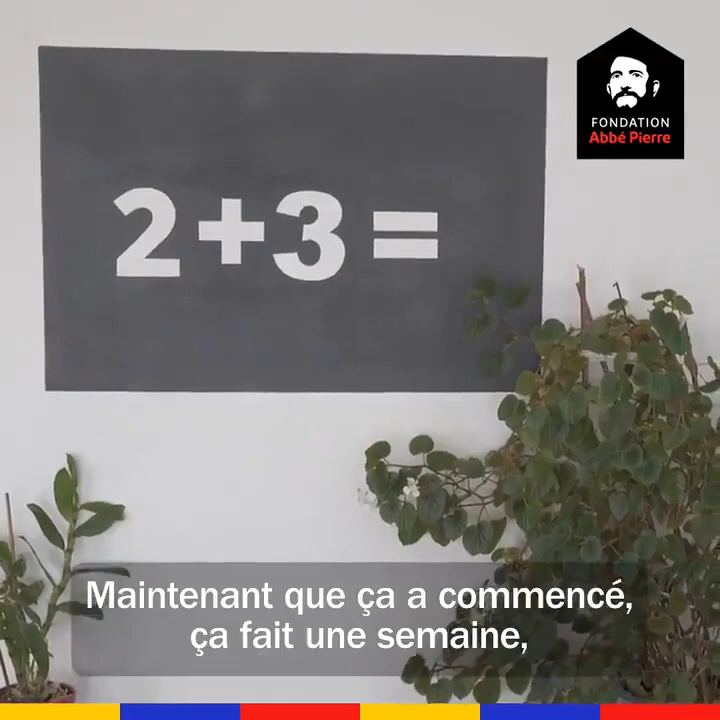 FONDATION
Abbé Pierre
2+3=
Maintenant que ça a commencé,
ça fait une semaine,